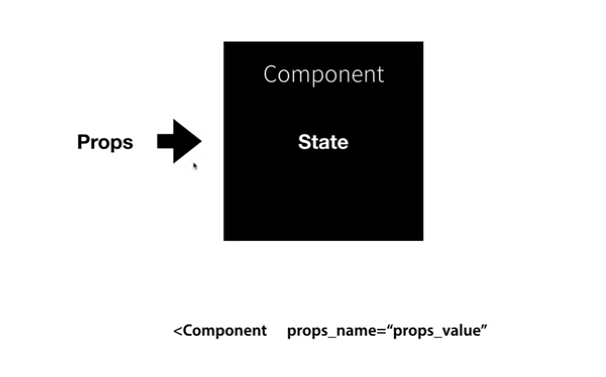 Component
Props
State
<Component props_name=“props_value”